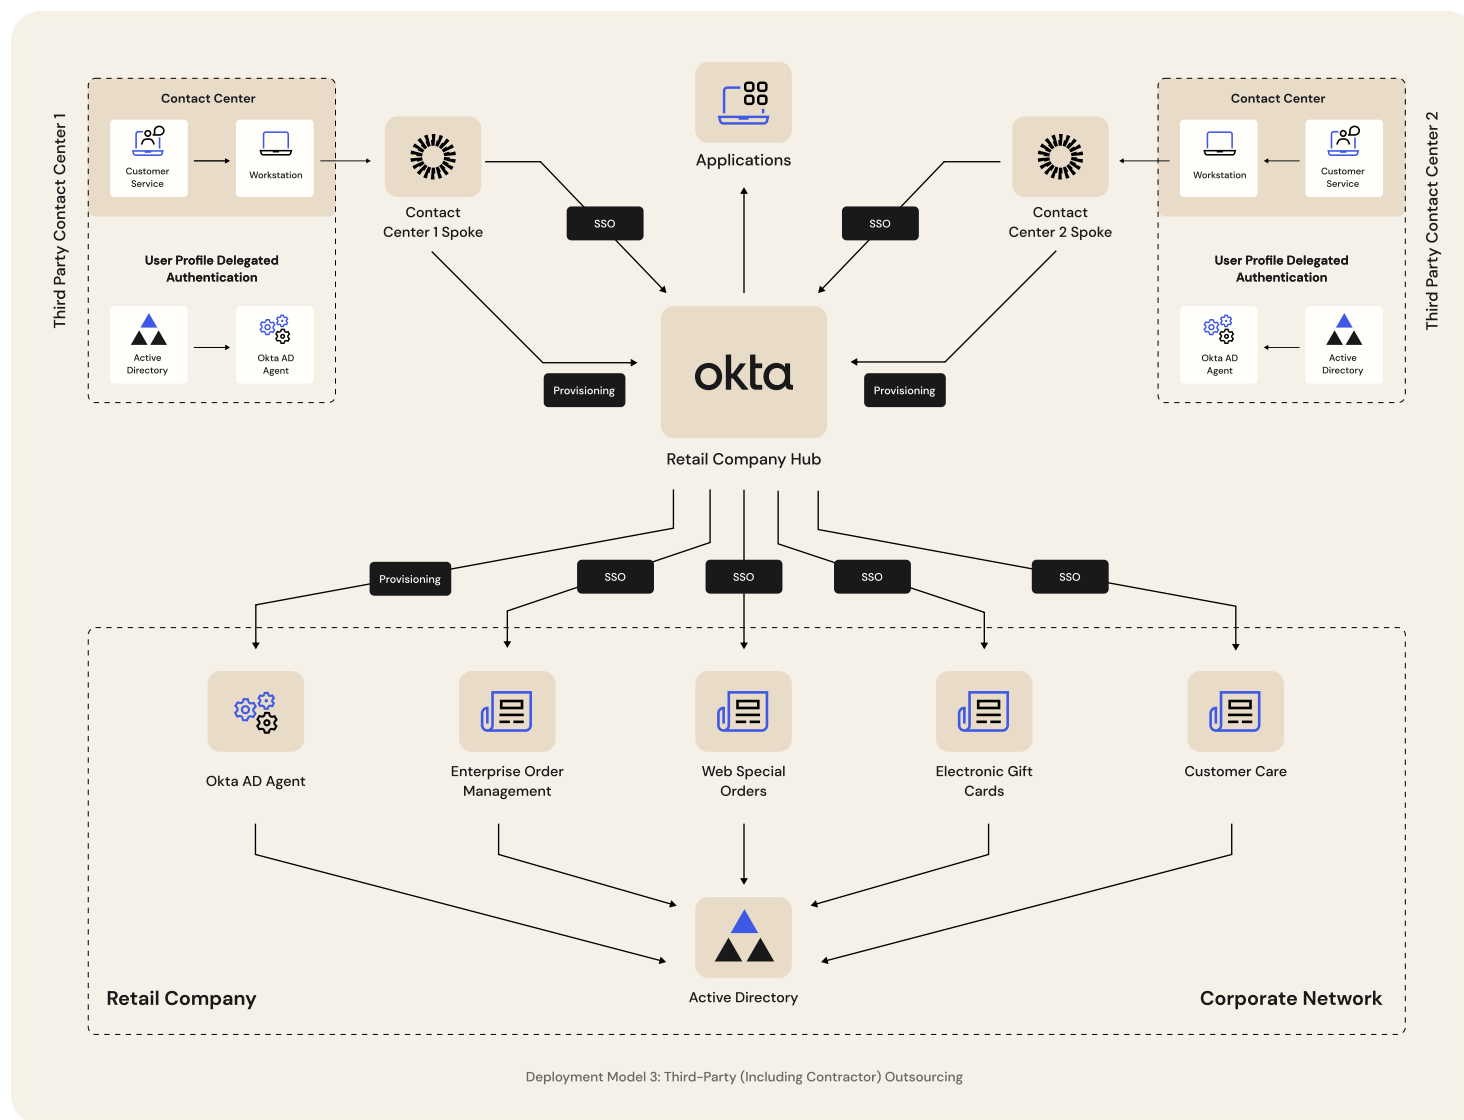 Third Party Contact Center 1
Contact Center
Customer
Service
Workstation
User Profile Delegated
Authentication
Active
Directory
Okta AD
Agent
Contact
Center 1 Spoke
Applications
Contact
Center 2 Spoke
Contact Center
Workstation
Customer
Service
User Profile Delegated
Authentication
Okta AD
Agent
Active
Directory
Third Party Contact Center 2
SSO
SSO
Provisioning
okta
Provisioning
Retail Company Hub
Provisioning
SSO
SSO
SSO
SSO
Okta AD Agent
Enterprise Order
Management
Web Special
Orders
Electronic Gift
Cards
Customer Care
Active Directory
Retail Company
Corporate Network
Deployment Model 3: Third-Party (Including Contractor) Outsourcing